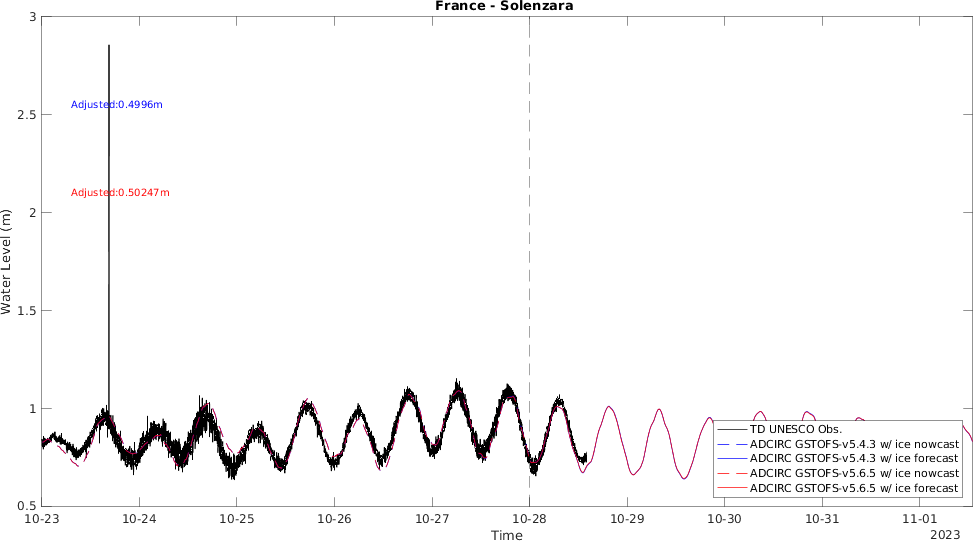 France - Solenzara
3
2.5
2
1.5
1
0.5
Water Level (m)
Adjusted:0.4996m
Adjusted:0.50247m
TD UNESCO Obs.
ADCIRC GSTOFS-v5.4.3 w/ ice nowcast
ADCIRC GSTOFS-v5.4.3 w/ ice forecast
ADCIRC GSTOFS-v5.6.5 w/ ice nowcast
ADCIRC GSTOFS-v5.6.5 w/ ice forecast
10-23 10-24 10-25 10-26 10-27 10-28 10-29 10-30 10-31 11-01
Time
2023